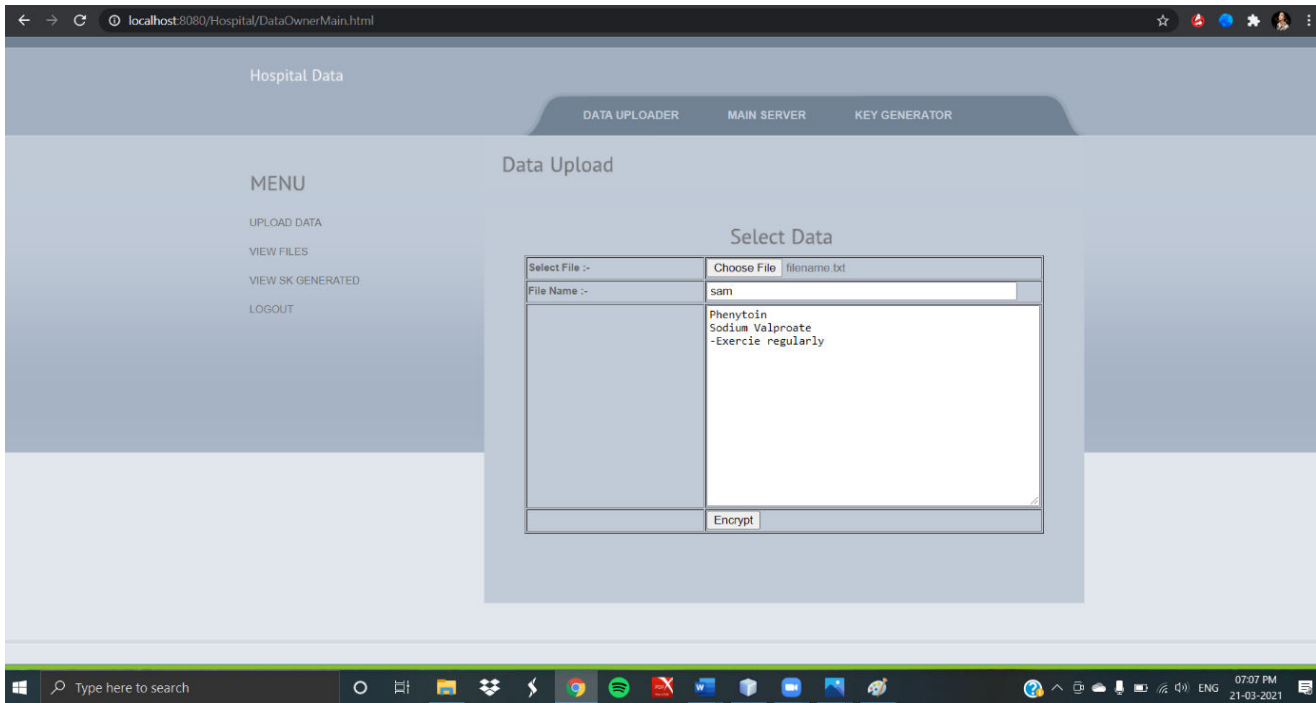 localhost:8080/Hospital/DataOwnerMain.html
Hospital Data
DATA UPLOADER MAIN SERVER KEY GENERATOR
Data Upload
MENU
UPLOAD DATA
VIEW FILES
VIEW SK GENERATED
LOGOUT
Select Data
Select File :- Choose File filename.txt
File Name :- sam
Phenytoin
Sodium Valproate
-Exercie regularly
Encrypt
Type here to search
ENG
07:07 PM
21-03-2021